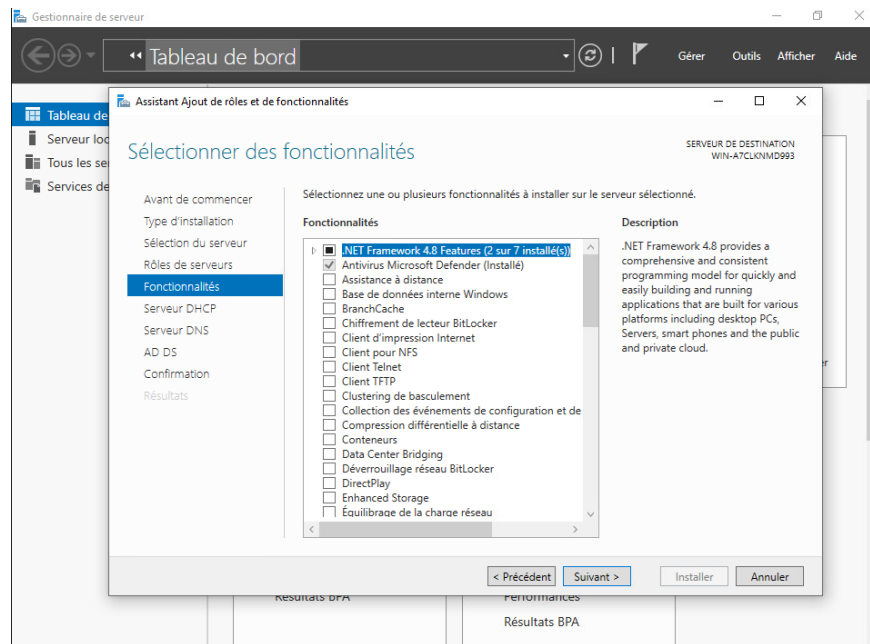 Gestionnaire de serveur
Tableau de bord
Gérer Outils Afficher Aide
Tableau de
Serveur loc
Tous les se
Services de
Assistant Ajout de rôles et de fonctionnalités
Sélectionner des fonctionnalités
SERVEUR DE DESTINATION
WIN-A7CLKNMD993
Avant de commencer
Type d'installation
Sélection du serveur
Rôles de serveurs
Fonctionnalités
Serveur DHCP
Serveur DNS
AD DS
Confirmation
Résultats
Sélectionnez une ou plusieurs fonctionnalités à installer sur le serveur sélectionné.
Fonctionnalités
.NET Framework 4.8 Features (2 sur 7 installé(s))
Antivirus Microsoft Defender (Installé)
Assistance à distance
Base de données interne Windows
BranchCache
Chiffrement de lecteur BitLocker
Client d'impression Internet
Client pour NFS
Client Telnet
Client TFTP
Clustering de basculement
Collection des événements de configuration et de
Compression différentielle à distance
Conteneurs
Data Center Bridging
Déverrouillage réseau BitLocker
DirectPlay
Enhanced Storage
Équilibrage de la charge réseau
Description
.NET Framework 4.8 provides a
comprehensive and consistent
programming model for quickly and
easily building and running
applications that are built for various
platforms including desktop PCs,
Servers, smart phones and the public
and private cloud.
r
< Précédent Suivant > Installer Annuler
Résultats BPA
Performances
Résultats BPA